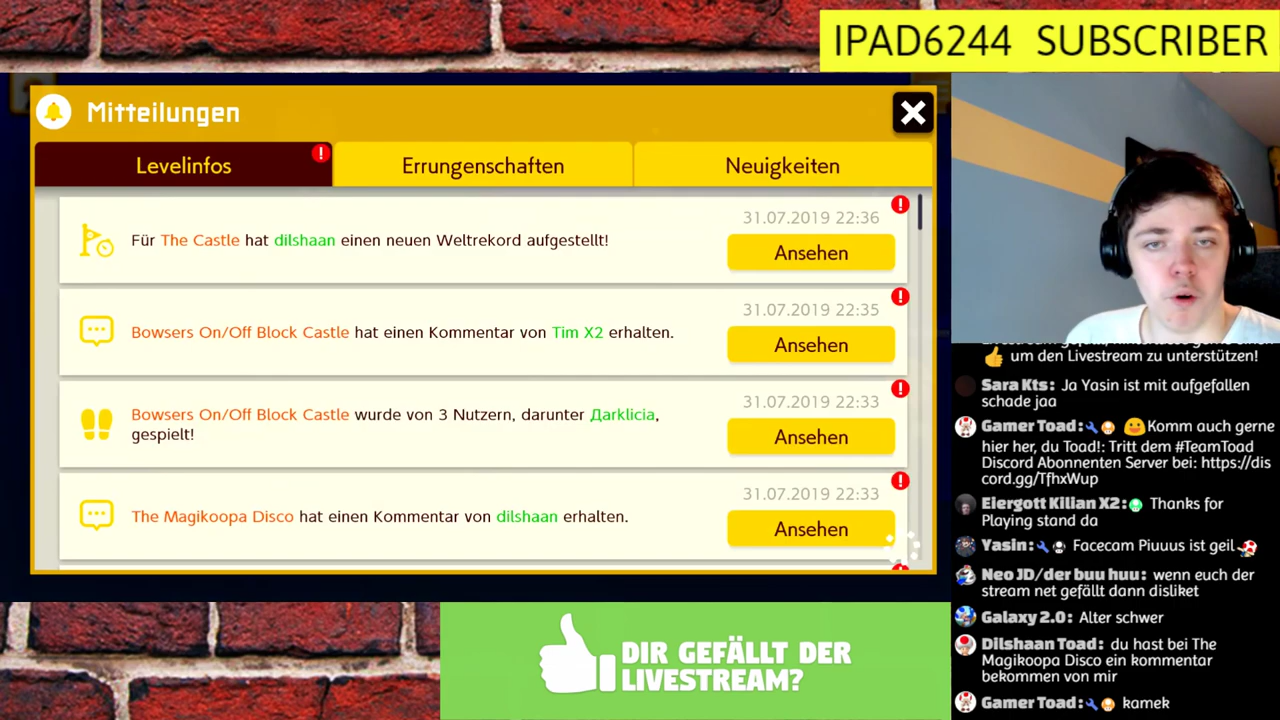 IPAD6244 SUBSCRIBER
Mitteilungen
Levelinfos
Errungenschaften
Neuigkeiten
31.07.2019 22:36
Für The Castle hat dilshaan einen neuen Weltrekord aufgestellt!
Ansehen
31.07.2019 22:35
Bowsers On/Off Block Castle hat einen Kommentar von Tim X2 erhalten.
Ansehen
31.07.2019 22:33
Bowsers On/Off Block Castle wurde von 3 Nutzern, darunter Дarklicia,
gespielt!
Ansehen
31.07.2019 22:33
The Magikoopa Disco hat einen Kommentar von dilshaan erhalten.
Ansehen
um den Livestream zu unterstützen!
Sara Kts: Ja Yasin ist mit aufgefallen
schade jaa
Gamer Toad: Komm auch gerne
hier her, du Toad!: Tritt dem #TeamToad
Discord Abonnenten Server bei: https://dis
cord.gg/TfhxWup
Eiergott Kilian X2: Thanks for
Playing stand da
Yasin: Facecam Piuuus ist geil
Neo JD/der buu huu: wenn euch der
stream net gefällt dann disliket
Galaxy 2.0: Alter schwer
Dilshaan Toad: du hast bei The
Magikoopa Disco ein kommentar
bekommen von mir
Gamer Toad: kamek
DIR GEFÄLLT DER
LIVESTREAM?